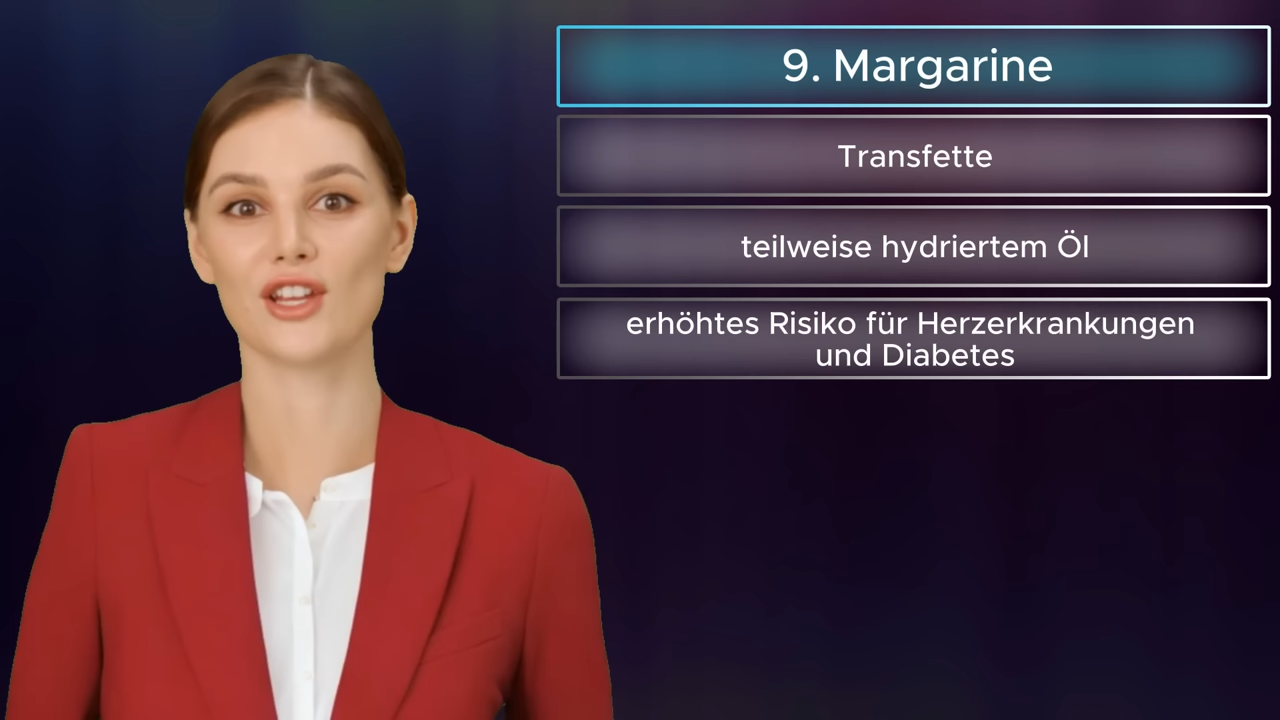 9. Margarine
Transfette
teilweise hydriertem Öl
erhöhtes Risiko für Herzerkrankungen
und Diabetes